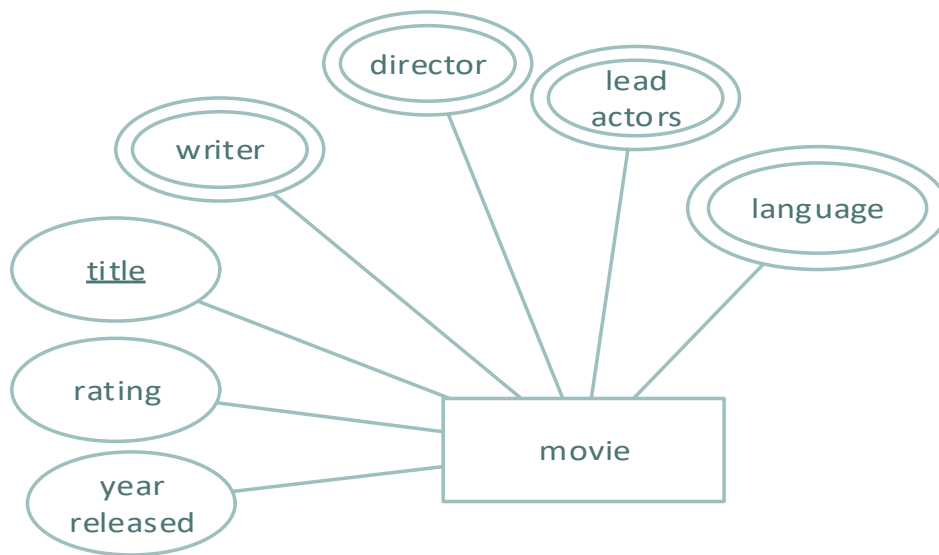 director
lead
actors
writer
language
title
rating
movie
year
released